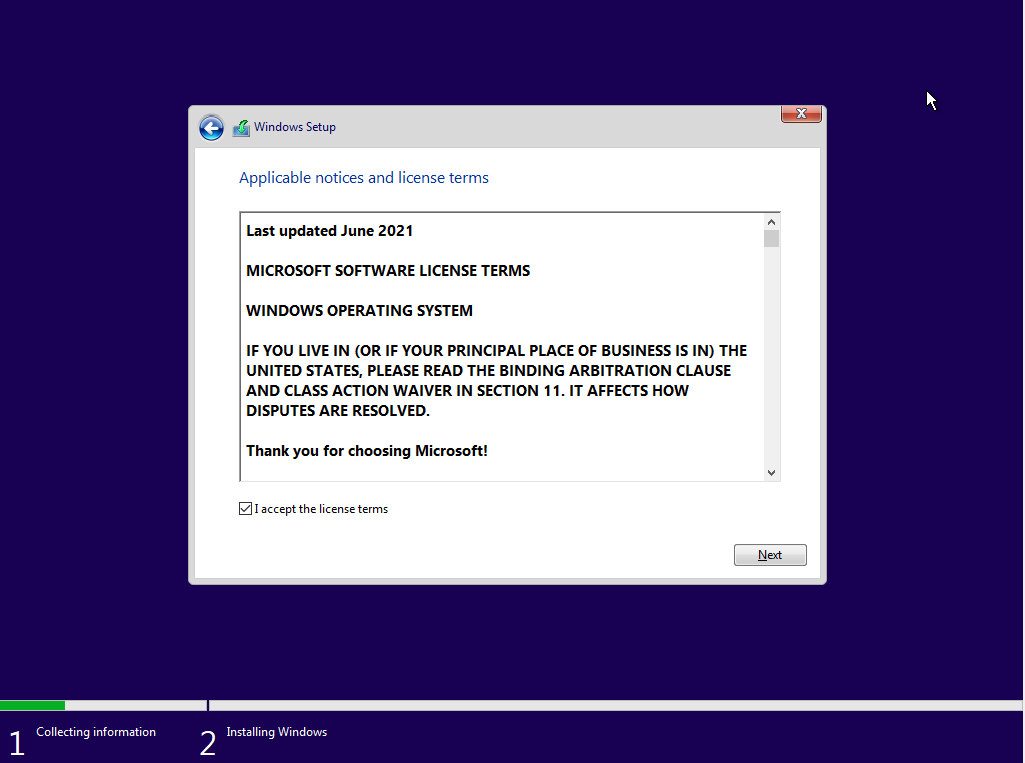 Windows Setup
Applicable notices and license terms
Last updated June 2021
MICROSOFT SOFTWARE LICENSE TERMS
WINDOWS OPERATING SYSTEM
IF YOU LIVE IN (OR IF YOUR PRINCIPAL PLACE OF BUSINESS IS IN) THE
UNITED STATES, PLEASE READ THE BINDING ARBITRATION CLAUSE
AND CLASS ACTION WAIVER IN SECTION 11. IT AFFECTS HOW
DISPUTES ARE RESOLVED.
Thank you for choosing Microsoft!
I accept the license terms
Next
1 Collecting information
2 Installing Windows